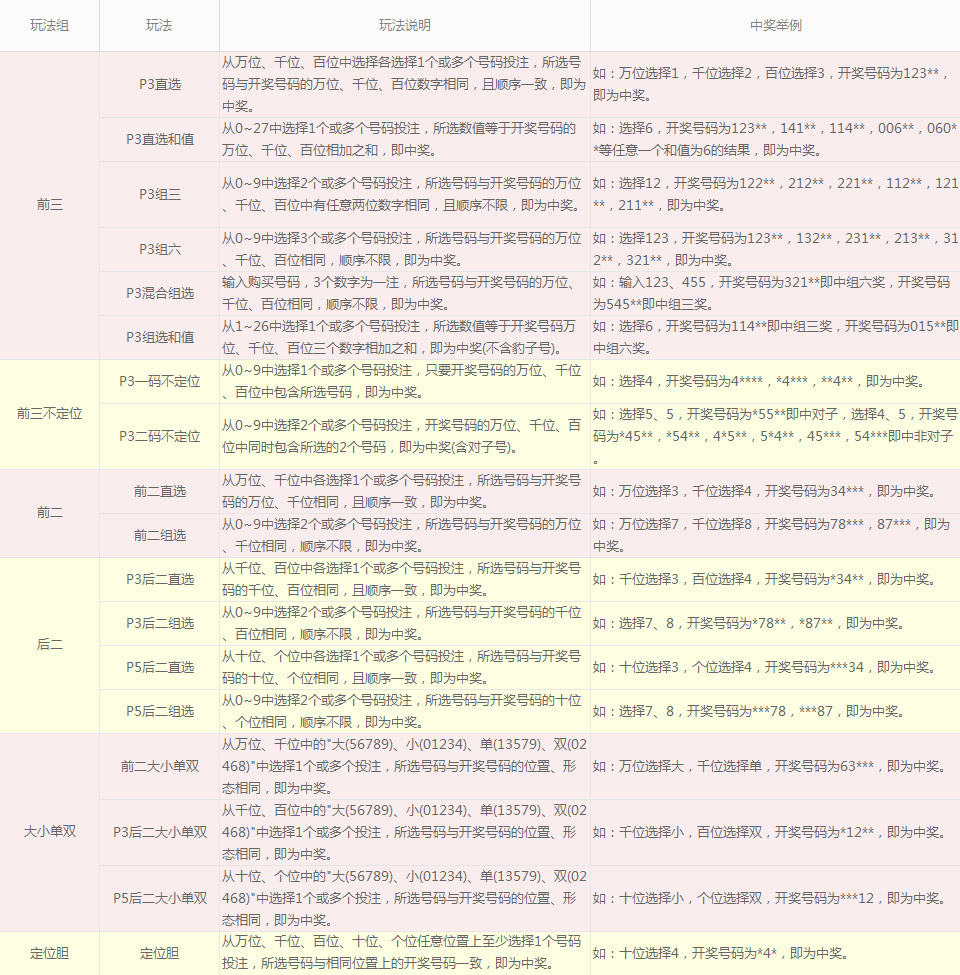 玩法组
玩法
玩法说明
中奖举例
前三
P3直选
从万位、千位、百位中选择各选择1个或多个号码投注，所选号
码与开奖号码的万位、千位、百位数字相同，且顺序一致，即为
中奖。
如：万位选择1，千位选择2，百位选择3，开奖号码为123**，
即为中奖。
P3直选和值
从0~27中选择1个或多个号码投注，所选数值等于开奖号码的
万位、千位、百位相加之和，即中奖。
如：选择6，开奖号码为123**，141**，114**，006**，060*
*等任意一个和值为6的结果，即为中奖。
P3组三
从0~9中选择2个或多个号码投注，所选号码与开奖号码的万位
、千位、百位中有任意两位数字相同，且顺序不限，即为中奖。
如：选择12，开奖号码为122**，212**，221**，112**，121
**，211**，即为中奖。
P3组六
从0~9中选择3个或多个号码投注，所选号码与开奖号码的万位
、千位、百位相同，顺序不限，即为中奖。
如：选择123，开奖号码为123**，132**，231**，213**，31
2**，321**，即为中奖。
P3混合组选
输入购买号码，3个数字为一注，所选号码与开奖号码的万位、
千位、百位相同，顺序不限，即为中奖。
如：输入123、455，开奖号码为321**即中组六奖，开奖号码
为545**即中组三奖。
P3组选和值
从1~26中选择1个或多个号码投注，所选数值等于开奖号码万
位、千位、百位三个数字相加之和，即为中奖(不含豹子号)。
如：选择6，开奖号码为114**即中组三奖，开奖号码为015**即
中组六奖。
前三不定位
P3一码不定位
从0~9中选择1个或多个号码投注，只要开奖号码的万位、千位
、百位中包含所选号码，即为中奖。
如：选择4，开奖号码为4****，*4***，**4**，即为中奖。
P3二码不定位
从0~9中选择2个或多个号码投注，开奖号码的万位、千位、百
位中同时包含所选的2个号码，即为中奖(含对子号)。
如：选择5、5，开奖号码为*55**即中对子，选择4、5，开奖号
码为*45**，*54**，4*5**，5*4**，45***，54***即中非对子
。
前二
前二直选
从万位、千位中各选择1个或多个号码投注，所选号码与开奖号
码的万位、千位相同，且顺序一致，即为中奖。
如：万位选择3，千位选择4，开奖号码为34***，即为中奖。
前二组选
从0~9中选择2个或多个号码投注，所选号码与开奖号码的万位
、千位相同，顺序不限，即为中奖。
如：万位选择7，千位选择8，开奖号码为78***，87***，即为
中奖。
后二
P3后二直选
从千位、百位中各选择1个或多个号码投注，所选号码与开奖号
码的千位、百位相同，且顺序一致，即为中奖。
如：千位选择3，百位选择4，开奖号码为*34**，即为中奖。
P3后二组选
从0~9中选择2个或多个号码投注，所选号码与开奖号码的千位
、百位相同，顺序不限，即为中奖。
如：选择7、8，开奖号码为*78**，*87**，即为中奖。
P5后二直选
从十位、个位中各选择1个或多个号码投注，所选号码与开奖号
码的十位、个位相同，且顺序一致，即为中奖。
如：十位选择3，个位选择4，开奖号码为***34，即为中奖。
P5后二组选
从0~9中选择2个或多个号码投注，所选号码与开奖号码的十位
、个位相同，顺序不限，即为中奖。
如：选择7、8，开奖号码为***78，***87，即为中奖。
大小单双
前二大小单双
从万位、千位中的"大(56789)、小(01234)、单(13579)、双(02
468)"中选择1个或多个投注，所选号码与开奖号码的位置、形
态相同，即为中奖。
如：万位选择大，千位选择单，开奖号码为63***，即为中奖。
P3后二大小单双
从千位、百位中的"大(56789)、小(01234)、单(13579)、双(02
468)"中选择1个或多个投注，所选号码与开奖号码的位置、形
态相同，即为中奖。
如：千位选择小，百位选择双，开奖号码为*12**，即为中奖。
P5后二大小单双
从十位、个位中的"大(56789)、小(01234)、单(13579)、双(02
468)"中选择1个或多个投注，所选号码与开奖号码的位置、形
态相同，即为中奖。
如：十位选择小，个位选择双，开奖号码为***12，即为中奖。
定位胆
定位胆
从万位、千位、百位、十位、个位任意位置上至少选择1个号码
投注，所选号码与相同位置上的开奖号码一致，即为中奖。
如：十位选择4，开奖号码为*4*，即为中奖。